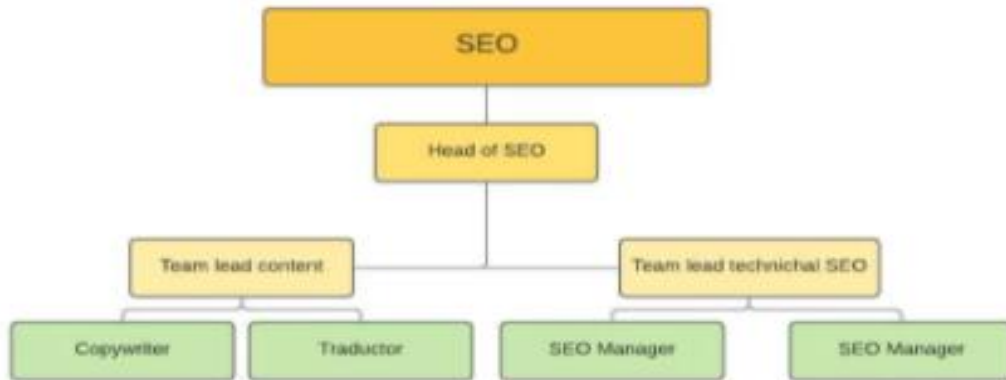 SEO
Head of SEO
Team lead content
Team lead technichal SEO
Copywriter
Traductor
SEO Manager
SEO Manager